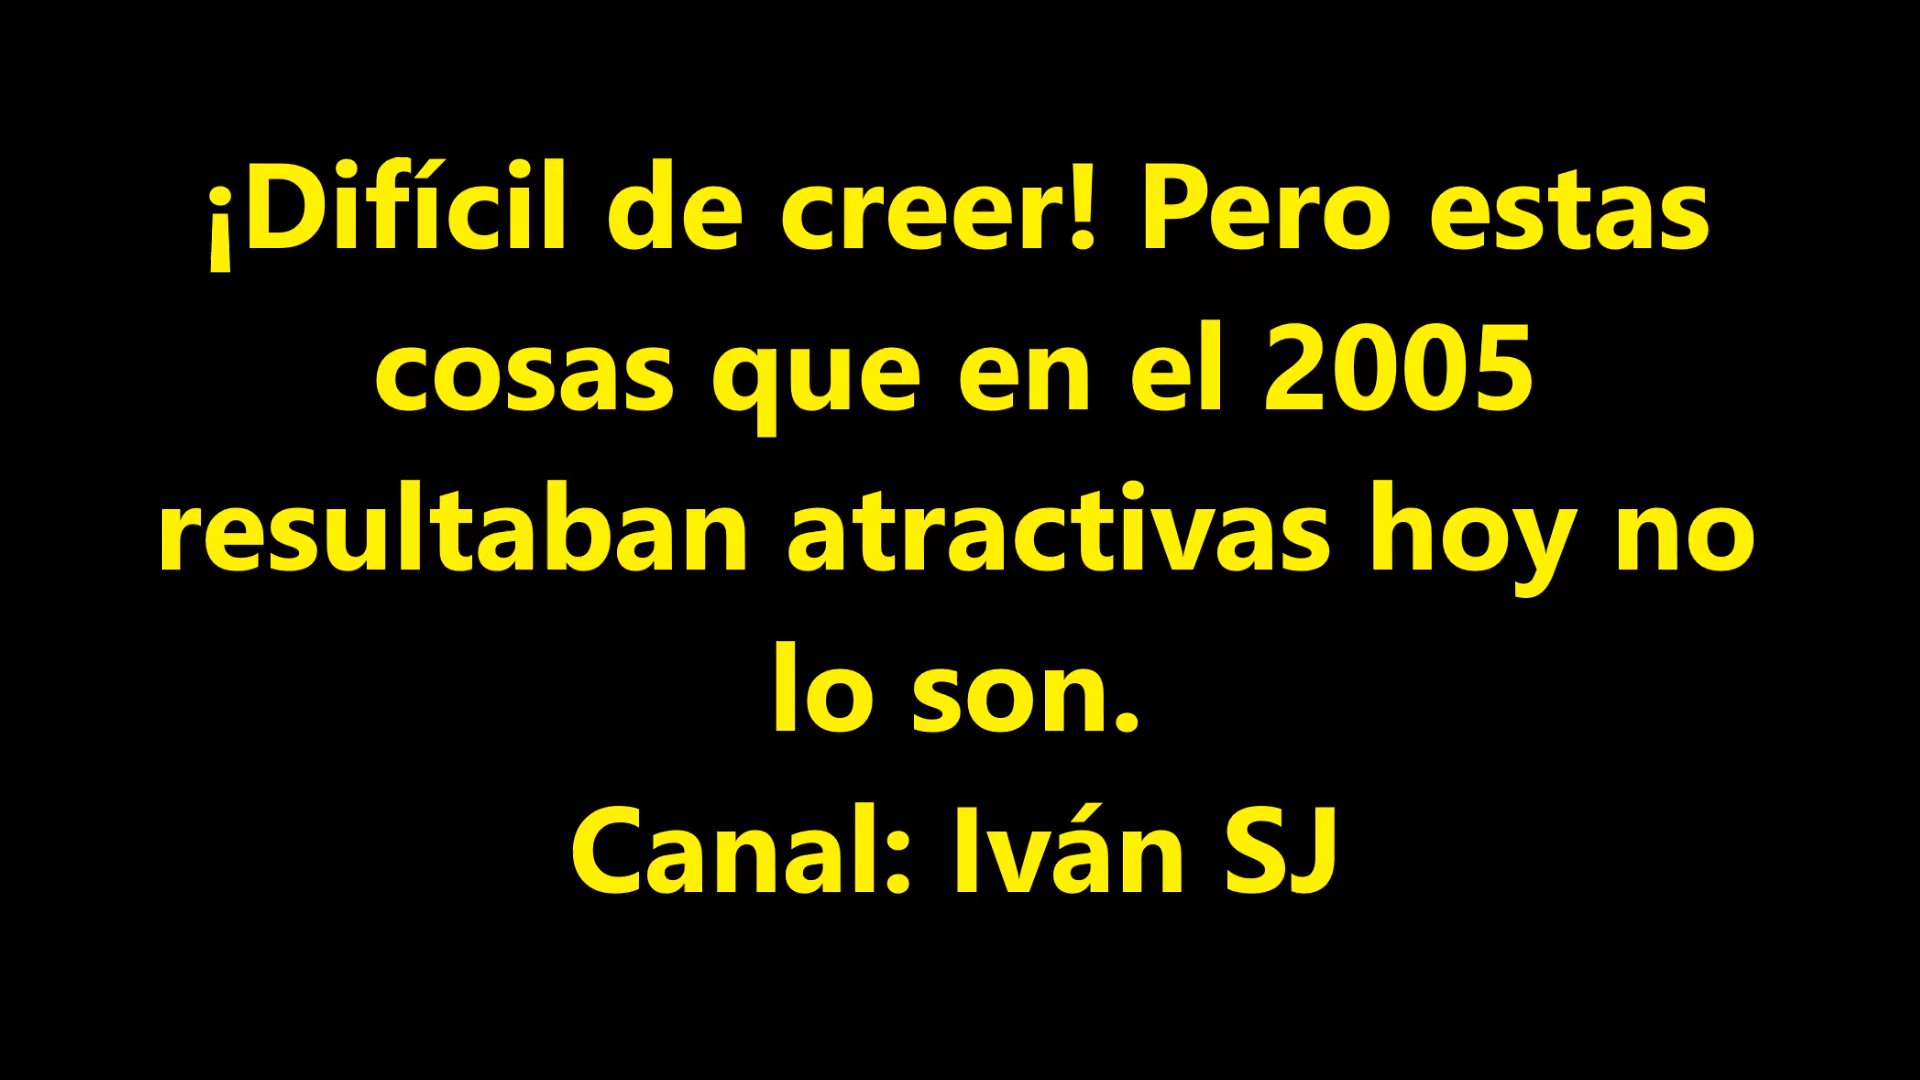 ¡Difícil de creer! Pero estas
cosas que en el 2005
resultaban atractivas hoy no
lo son.
Canal: Iván SJ